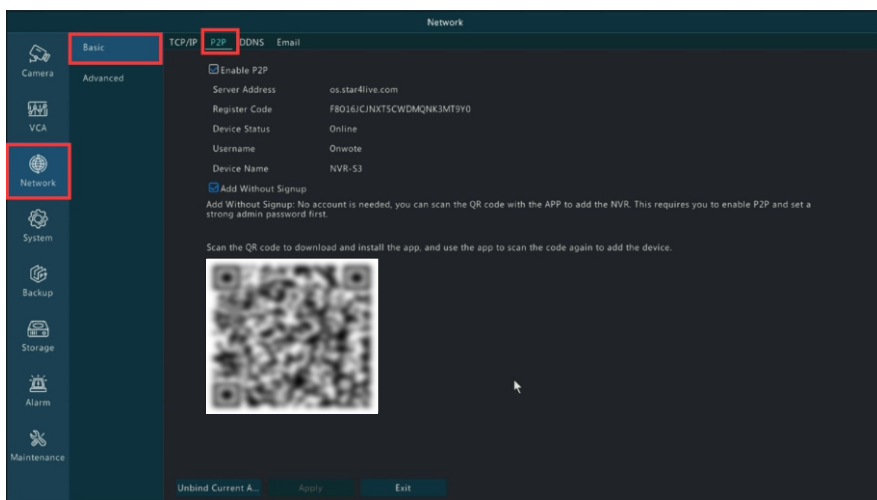 Network
Camera
VCA
Network
System
Backup
Storage
Alarm
Maintenance
Basic
Advanced
TCP/IP P2P DDNS Email
Enable P2P
Server Address os.star4live.com
Register Code F8O16JCJNXT5CWDMQNK3MT9Y0
Device Status Online
Username Onwote
Device Name NVR-S3
Add Without Signup
Add Without Signup: No account is needed, you can scan the QR code with the APP to add the NVR. This requires you to enable P2P and set a
strong admin password first.
Scan the QR code to download and install the app, and use the app to scan the code again to add the device.
Unbind Current A... Apply Exit